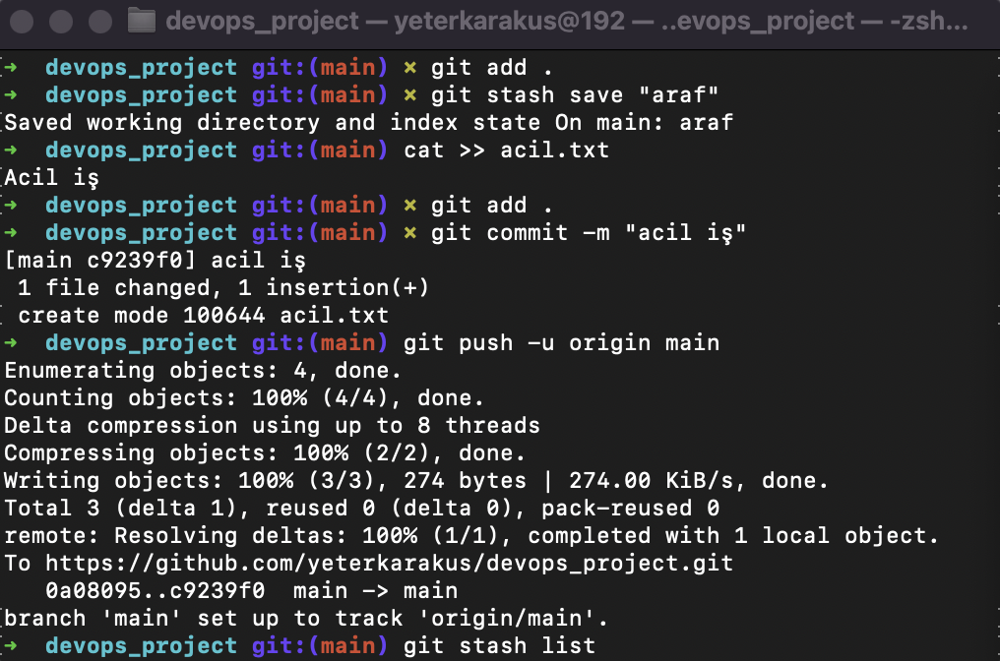 devops_project — yeterkarakus@192 — ..evops_project — -zsh...
➜ devops_project git:(main) ✗ git add .
➜ devops_project git:(main) ✗ git stash save "araf"
Saved working directory and index state On main: araf
➜ devops_project git:(main) cat >> acil.txt
Acil iş
➜ devops_project git:(main) ✗ git add .
➜ devops_project git:(main) ✗ git commit -m "acil iş"
[main c9239f0] acil iş
 1 file changed, 1 insertion(+)
 create mode 100644 acil.txt
➜ devops_project git:(main) git push -u origin main
Enumerating objects: 4, done.
Counting objects: 100% (4/4), done.
Delta compression using up to 8 threads
Compressing objects: 100% (2/2), done.
Writing objects: 100% (3/3), 274 bytes | 274.00 KiB/s, done.
Total 3 (delta 1), reused 0 (delta 0), pack-reused 0
remote: Resolving deltas: 100% (1/1), completed with 1 local object.
To https://github.com/yeterkarakus/devops_project.git
   0a08095..c9239f0  main -> main
branch 'main' set up to track 'origin/main'.
➜ devops_project git:(main) git stash list